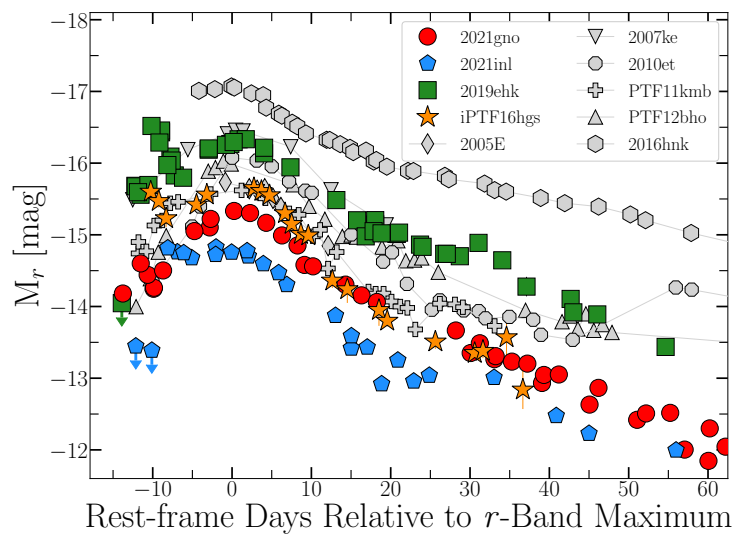 −18
−17
−16
−15
−14
−13
−12
M_r [mag]
2021gno
2021inl
2019ehk
iPTF16hgs
2005E
2007ke
2010et
PTF11kmb
PTF12bho
2016hnk
−10 0 10 20 30 40 50 60
Rest-frame Days Relative to r-Band Maximum